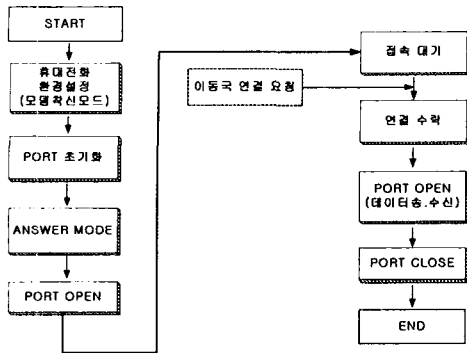 START
휴대전화
환경설정
(모뎀착신모드)
PORT 초기화
ANSWER MODE
PORT OPEN
접속 대기
이동국 연결 요청
연결 수락
PORT OPEN
(데이터송.수신)
PORT CLOSE
END